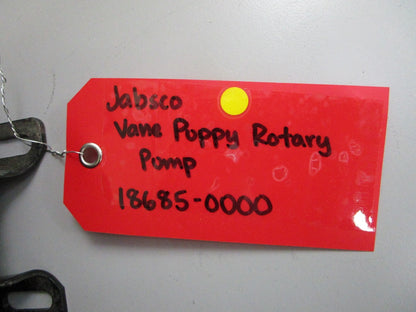 Jabsco
Vane Puppy Rotary
Pump
18685-0000